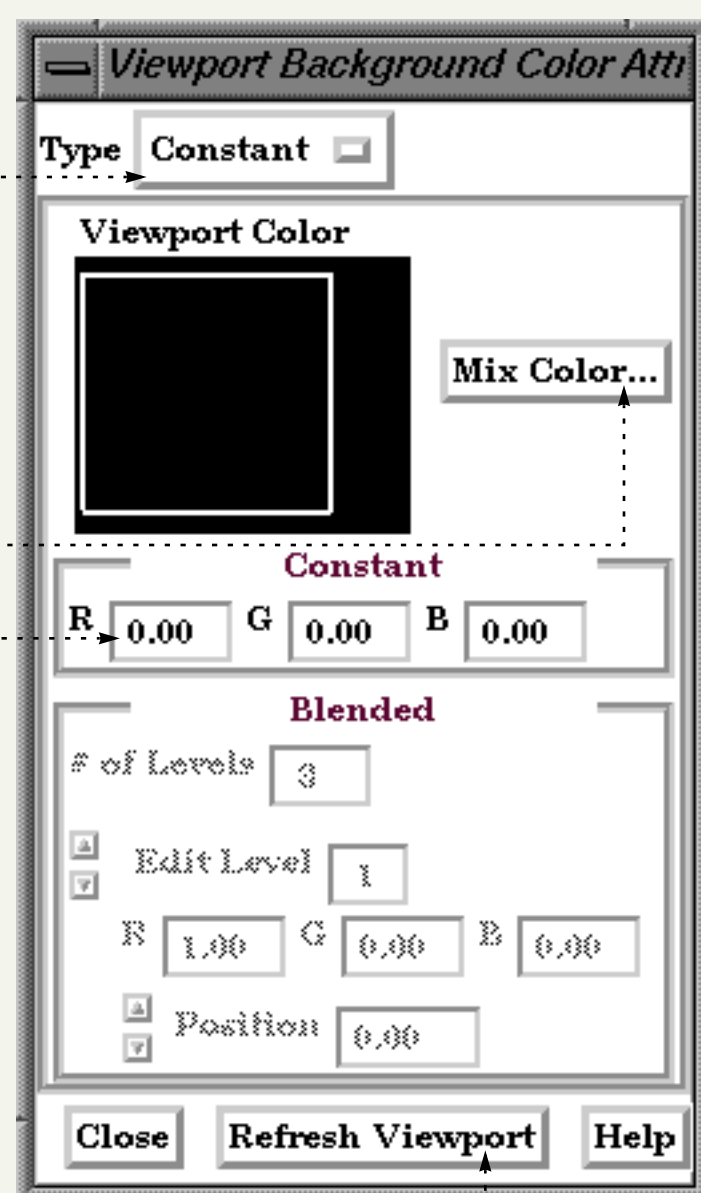 Viewport Background Color Attr
Type Constant
Viewport Color
Mix Color...
Constant
R 0.00 G 0.00 B 0.00
Blended
# of Levels 3
Edit Level 1
R 1.00 G 0.00 B 0.00
Position 0.00
Close Refresh Viewport Help